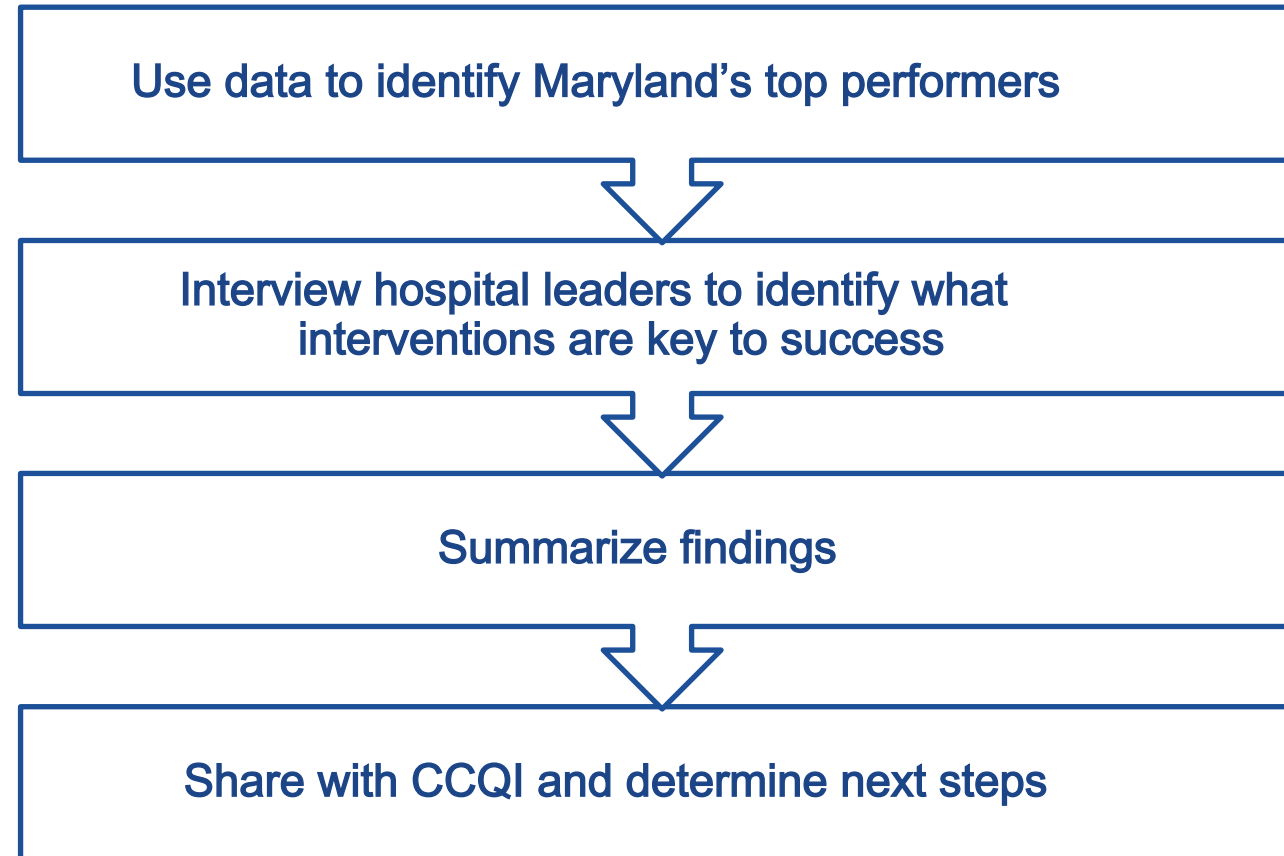 Use data to identify Maryland’s top performers
Interview hospital leaders to identify what
interventions are key to success
Summarize findings
Share with CCQI and determine next steps